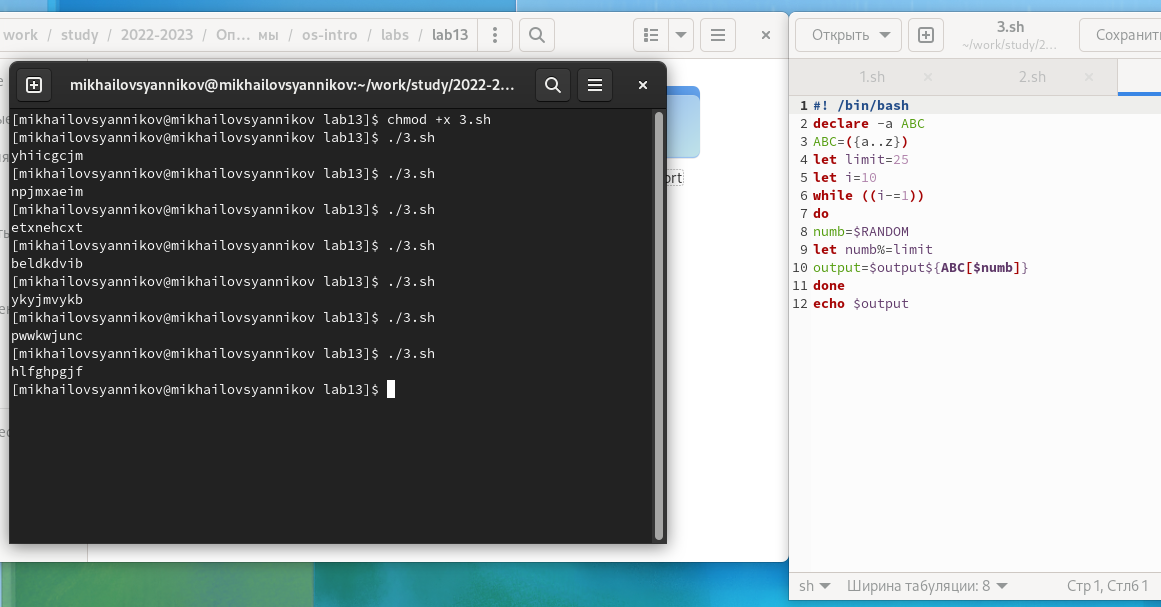 work / study / 2022-2023 / Оп… мы / os-intro / labs / lab13
mikhailovsyannikov@mikhailovsyannikov:~/work/study/2022-2…
[mikhailovsyannikov@mikhailovsyannikov lab13]$ chmod +x 3.sh
[mikhailovsyannikov@mikhailovsyannikov lab13]$ ./3.sh
yhiicgcjm
[mikhailovsyannikov@mikhailovsyannikov lab13]$ ./3.sh
npjmxaeim
[mikhailovsyannikov@mikhailovsyannikov lab13]$ ./3.sh
etxnehcxt
[mikhailovsyannikov@mikhailovsyannikov lab13]$ ./3.sh
beldkdvib
[mikhailovsyannikov@mikhailovsyannikov lab13]$ ./3.sh
ykyjmvykb
[mikhailovsyannikov@mikhailovsyannikov lab13]$ ./3.sh
pwwkwjunc
[mikhailovsyannikov@mikhailovsyannikov lab13]$ ./3.sh
hlfghpgjf
[mikhailovsyannikov@mikhailovsyannikov lab13]$
ort
Открыть
3.sh
~/work/study/2…
Сохранить
1.sh
2.sh
1 #! /bin/bash
2 declare -a ABC
3 ABC=({a..z})
4 let limit=25
5 let i=10
6 while ((i-=1))
7 do
8 numb=$RANDOM
9 let numb%=limit
10 output=$output${ABC[$numb]}
11 done
12 echo $output
sh
Ширина табуляции: 8
Стр 1, Стлб 1